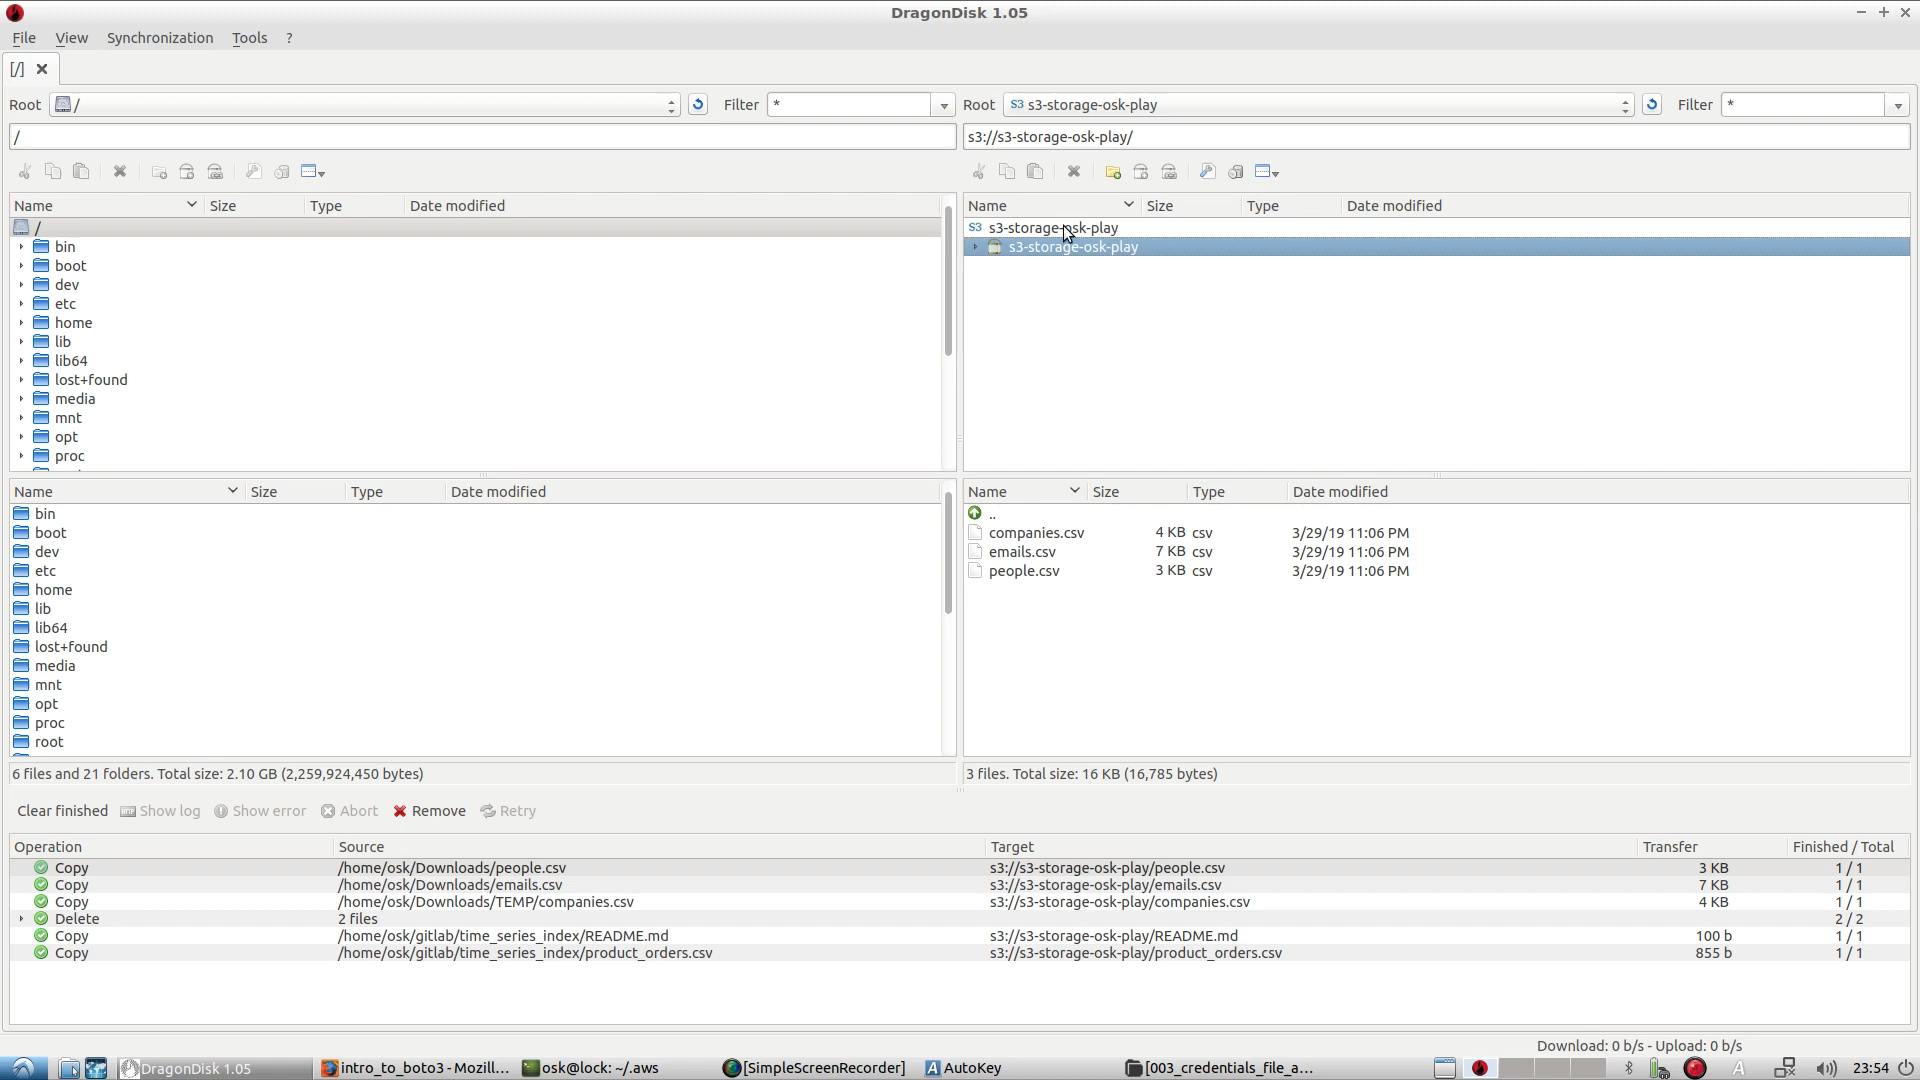 DragonDisk 1.05
File View Synchronization Tools ?
[/]
Root / Filter *
Root S3 s3-storage-osk-play Filter *
/
s3://s3-storage-osk-play/
Name Size Type Date modified
/
bin
boot
dev
etc
home
lib
lib64
lost+found
media
mnt
opt
proc
Name Size Type Date modified
S3 s3-storage-osk-play
s3-storage-osk-play
Name Size Type Date modified
bin
boot
dev
etc
home
lib
lib64
lost+found
media
mnt
opt
proc
root
Name Size Type Date modified
..
companies.csv 4 KB csv 3/29/19 11:06 PM
emails.csv 7 KB csv 3/29/19 11:06 PM
people.csv 3 KB csv 3/29/19 11:06 PM
6 files and 21 folders. Total size: 2.10 GB (2,259,924,450 bytes)
3 files. Total size: 16 KB (16,785 bytes)
Clear finished Show log Show error Abort Remove Retry
Operation Source Target Transfer Finished / Total
Copy /home/osk/Downloads/people.csv s3://s3-storage-osk-play/people.csv 3 KB 1 / 1
Copy /home/osk/Downloads/emails.csv s3://s3-storage-osk-play/emails.csv 7 KB 1 / 1
Copy /home/osk/Downloads/TEMP/companies.csv s3://s3-storage-osk-play/companies.csv 4 KB 1 / 1
Delete 2 files 2 / 2
Copy /home/osk/gitlab/time_series_index/README.md s3://s3-storage-osk-play/README.md 100 b 1 / 1
Copy /home/osk/gitlab/time_series_index/product_orders.csv s3://s3-storage-osk-play/product_orders.csv 855 b 1 / 1
Download: 0 b/s - Upload: 0 b/s
DragonDisk 1.05 intro_to_boto3 - Mozill... osk@lock: ~/.aws [SimpleScreenRecorder] A AutoKey [003_credentials_file_a... A 23:54